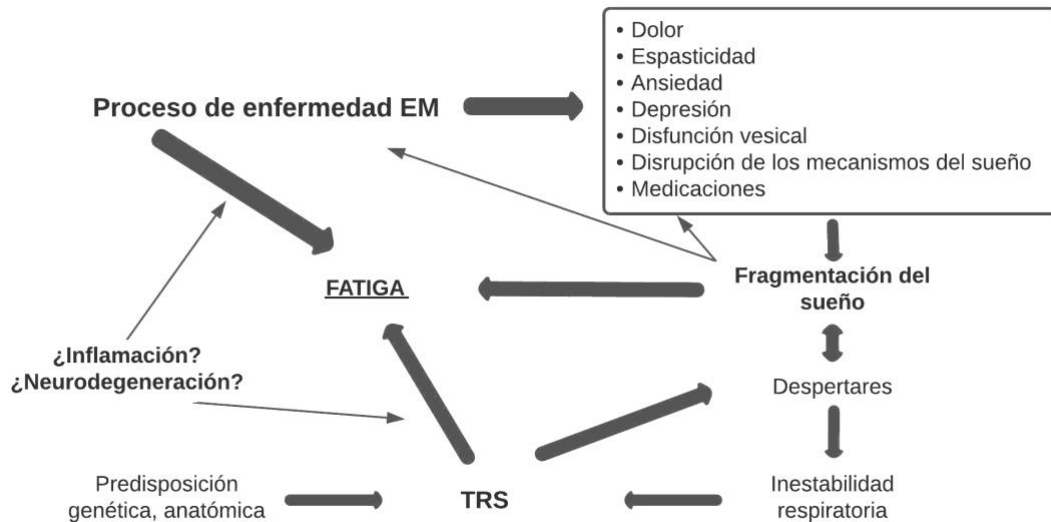 Proceso de enfermedad EM
• Dolor
• Espasticidad
• Ansiedad
• Depresión
• Disfunción vesical
• Disrupción de los mecanismos del sueño
• Medicaciones
FATIGA
Fragmentación del
sueño
¿Inflamación?
¿Neurodegeneración?
Despertares
Predisposición
genética, anatómica
TRS
Inestabilidad
respiratoria